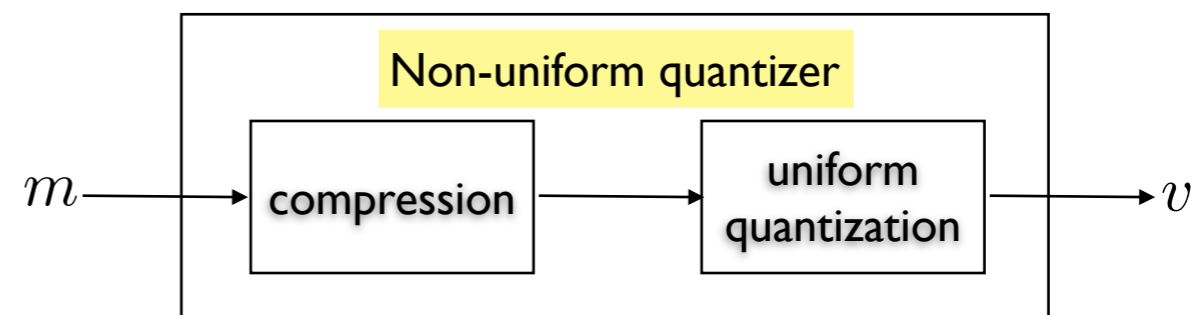 Non-uniform quantizer
m
compression
uniform
quantization
v